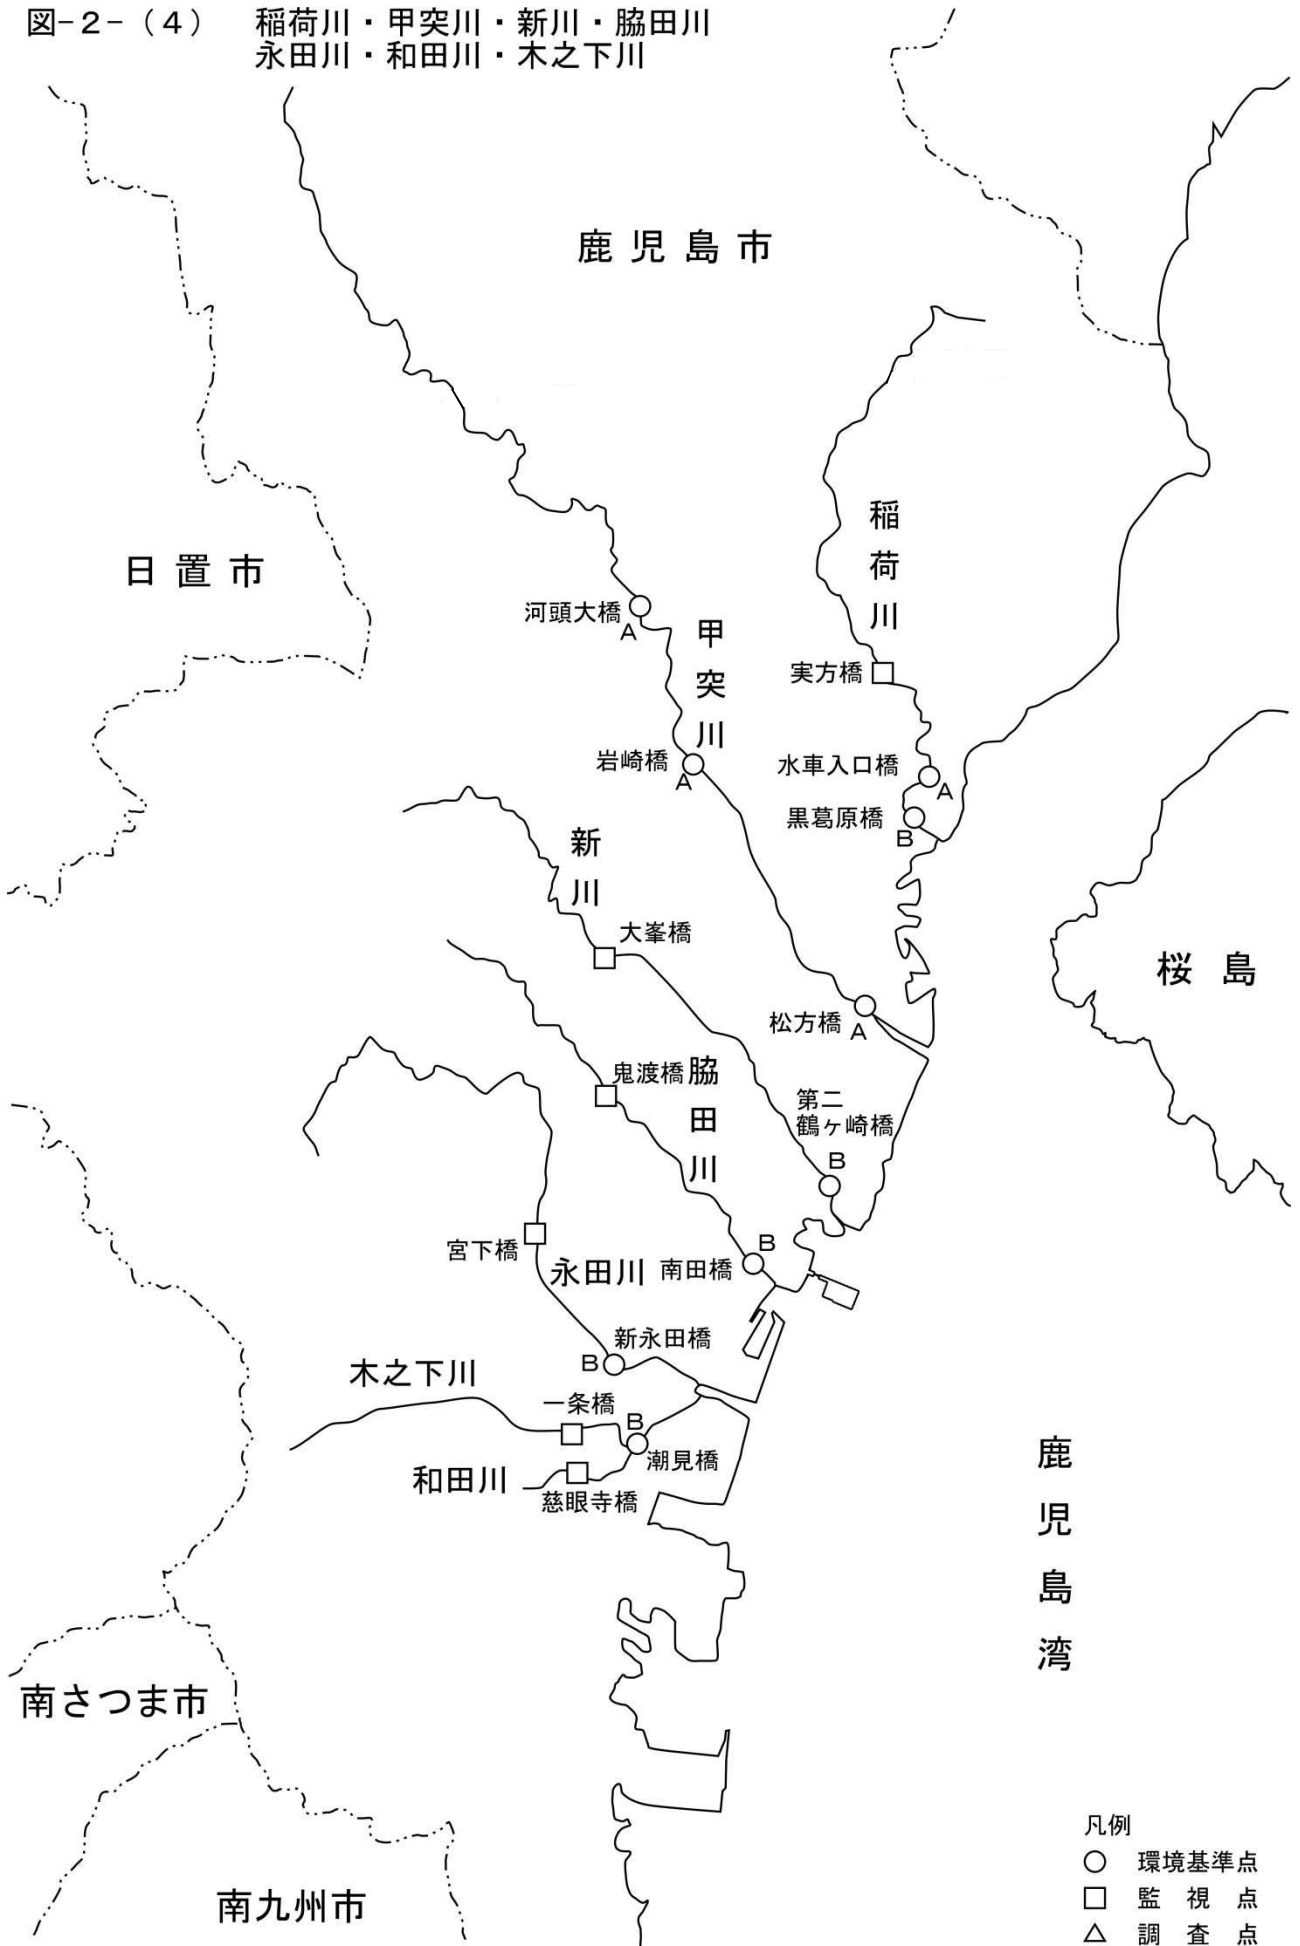 図-2-（4）　稲荷川・甲突川・新川・脇田川
永田川・和田川・木之下川
鹿児島市
稲荷川
日置市
河頭大橋
A
甲突川
実方橋
岩崎橋
A
水車入口橋
A
黒葛原橋
B
新川
大峯橋
桜島
松方橋
A
鬼渡橋
脇田川
第二
鶴ヶ崎橋
B
宮下橋
永田川
南田橋
B
新永田橋
B
木之下川
一条橋
B
潮見橋
和田川
慈眼寺橋
鹿児島湾
南さつま市
南九州市
凡例
○ 環境基準点
□ 監視点
△ 調査点